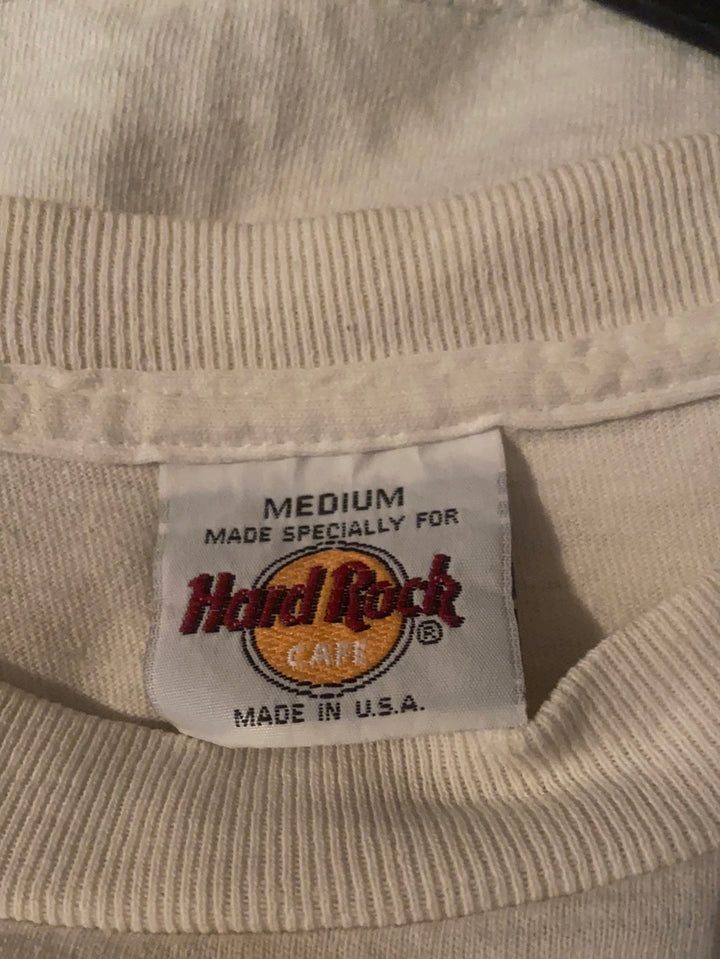 MEDIUM
MADE SPECIALLY FOR
Hard Rock
CAFE
®
MADE IN U.S.A.